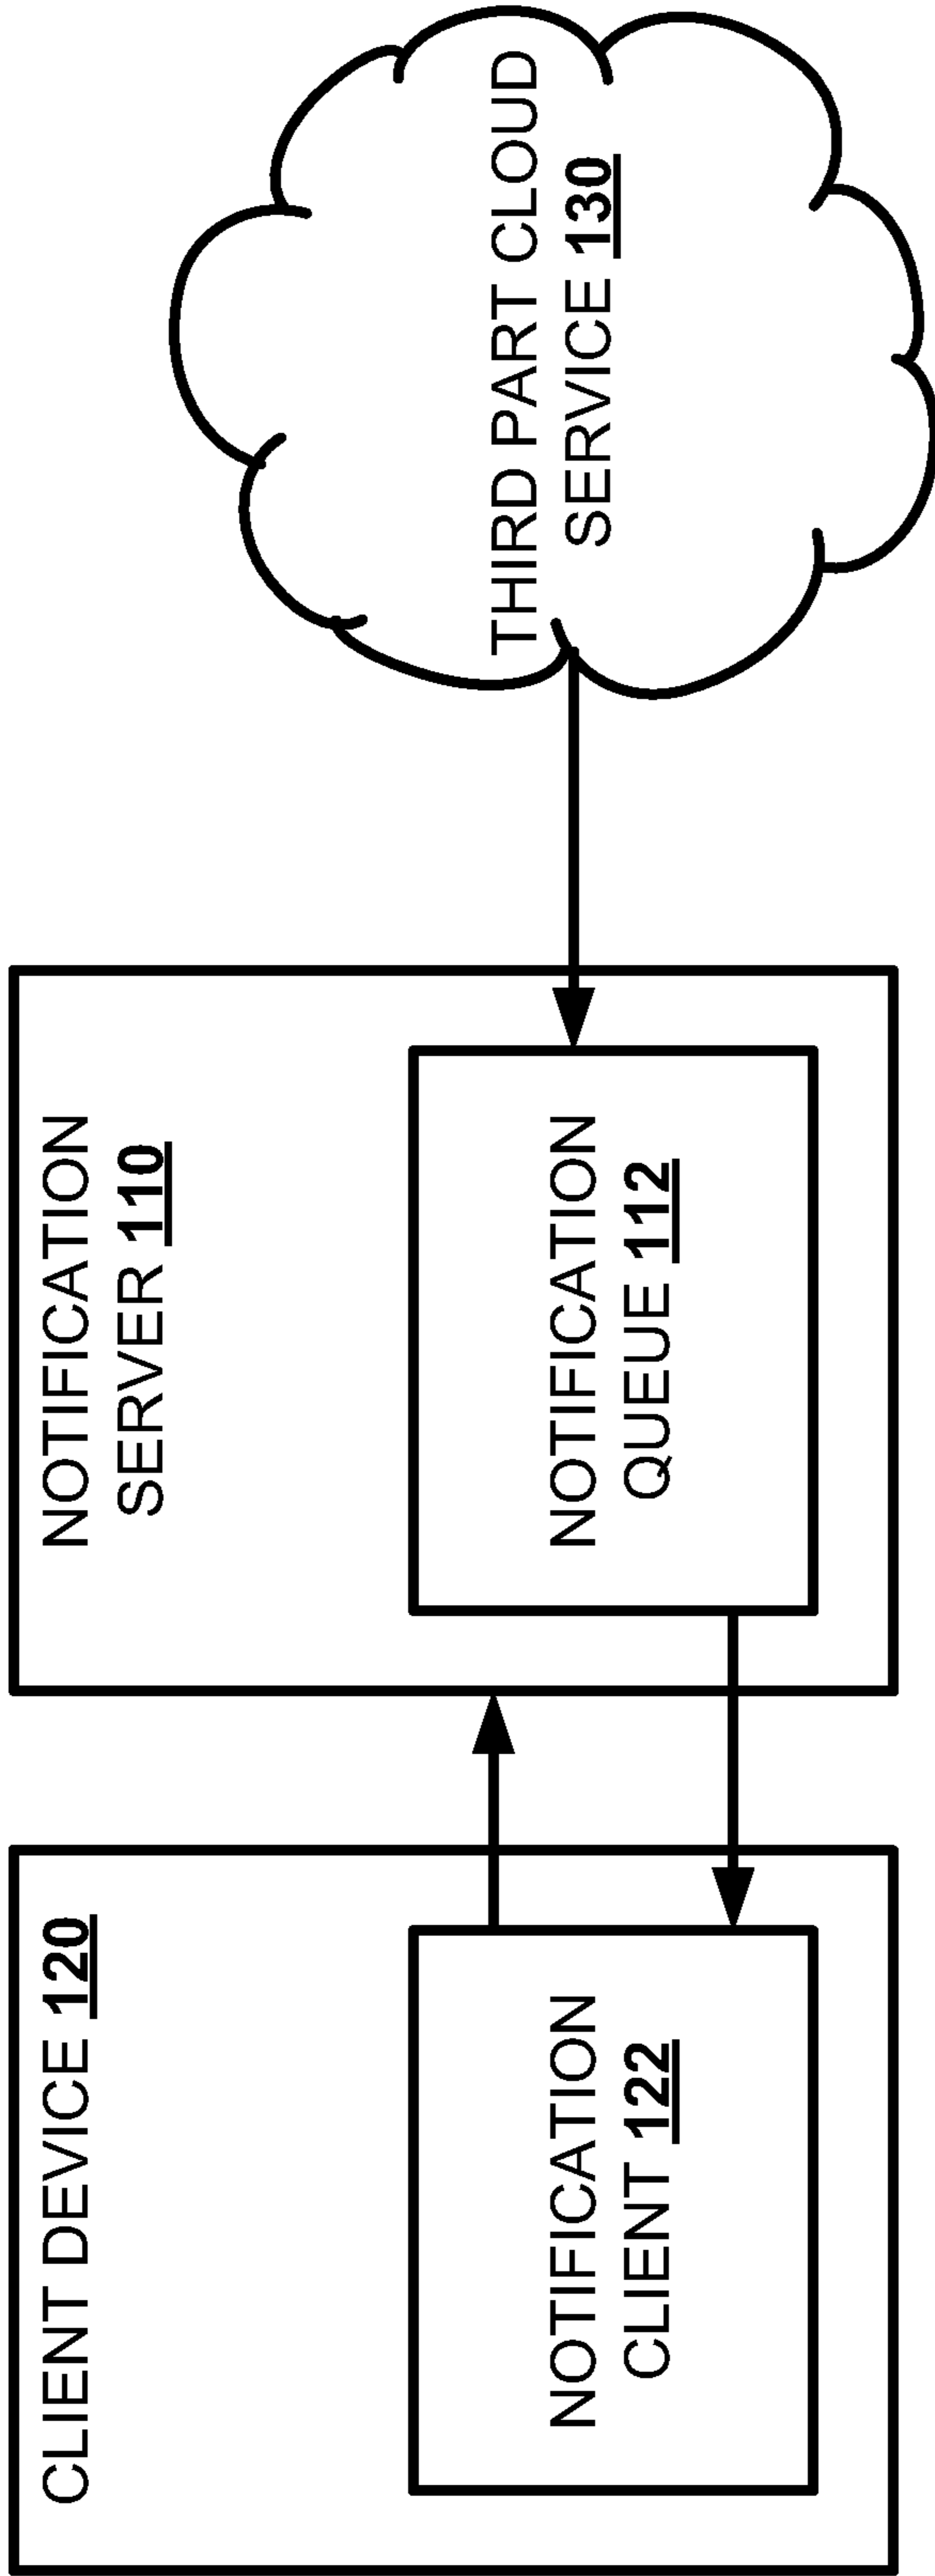 CLIENT DEVICE 120
NOTIFICATION
CLIENT 122
NOTIFICATION
SERVER 110
NOTIFICATION
QUEUE 112
THIRD PART CLOUD
SERVICE 130